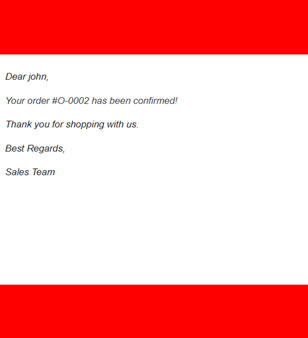 Dear john,
Your order #O-0002 has been confirmed!
Thank you for shopping with us.
Best Regards,
Sales Team